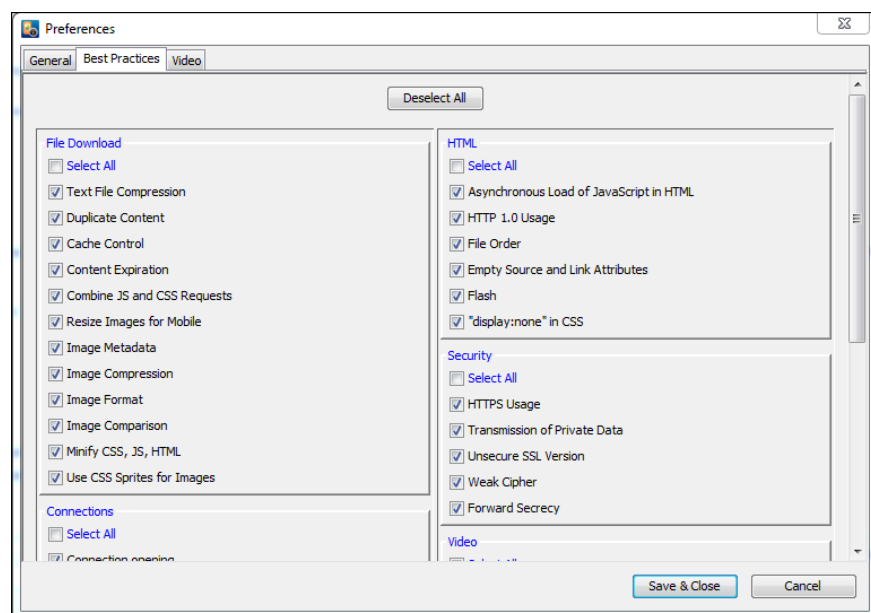 Preferences
General
Best Practices
Video
Deselect All
File Download
Select All
Text File Compression
Duplicate Content
Cache Control
Content Expiration
Combine JS and CSS Requests
Resize Images for Mobile
Image Metadata
Image Compression
Image Format
Image Comparison
Minify CSS, JS, HTML
Use CSS Sprites for Images
Connections
Select All
Connection opening
HTML
Select All
Asynchronous Load of JavaScript in HTML
HTTP 1.0 Usage
File Order
Empty Source and Link Attributes
Flash
"display:none" in CSS
Security
Select All
HTTPS Usage
Transmission of Private Data
Unsecure SSL Version
Weak Cipher
Forward Secrecy
Video
Select All
Save & Close
Cancel